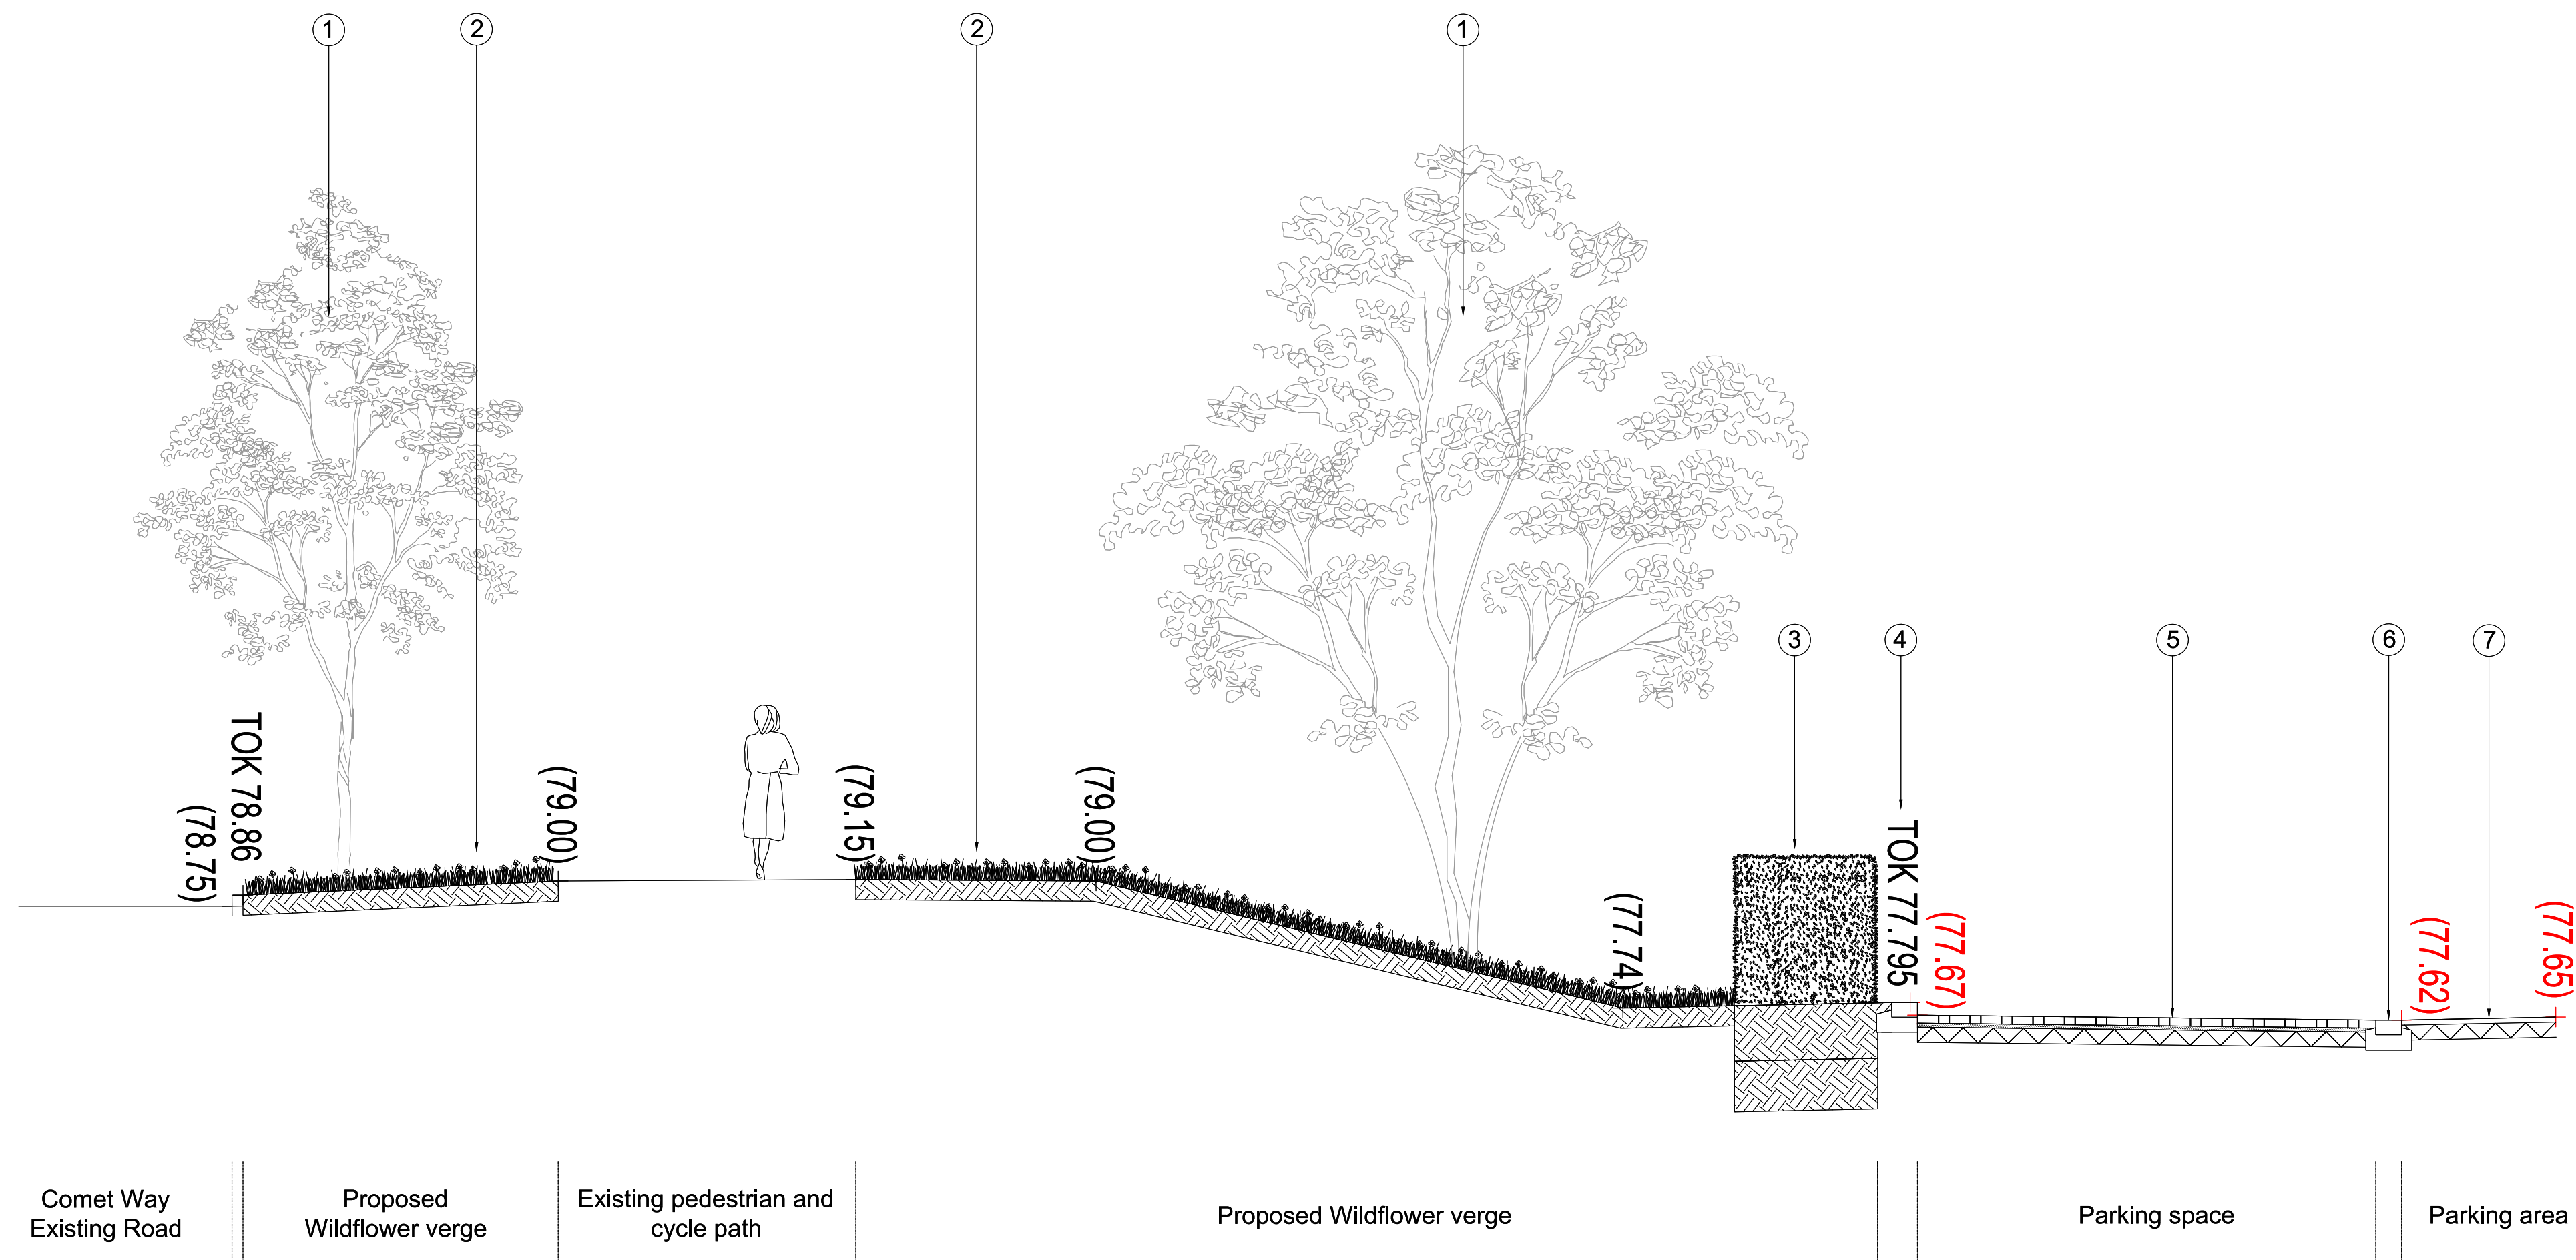 1
2
2
1
3
4
5
6
7
(78.75)
TOK 78.86
(79.00)
(79.15)
(79.00)
(77.74)
TOK 77.795
(77.67)
(77.62)
(77.65)
Comet Way
Existing Road
Proposed
Wildflower verge
Existing pedestrian and
cycle path
Proposed Wildflower verge
Parking space
Parking area